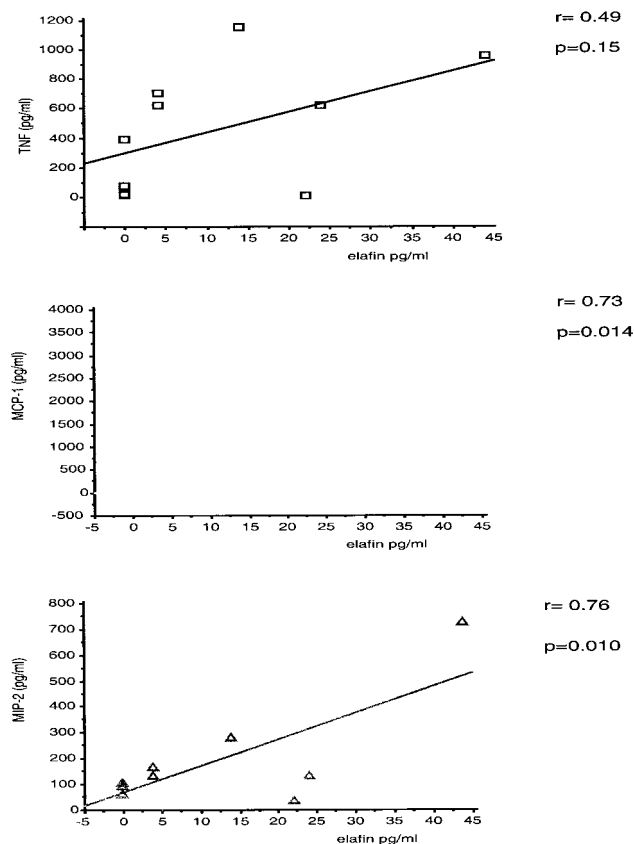 r= 0.49
p=0.15
TNF (pg/ml)
1200
1000
800
600
400
200
0
0 5 10 15 20 25 30 35 40 45
elafin pg/ml
r= 0.73
p=0.014
MCP-1 (pg/ml)
4000
3500
3000
2500
2000
1500
1000
500
0
-500
-5 0 5 10 15 20 25 30 35 40 45
elafin pg/ml
r= 0.76
p=0.010
MIP-2 (pg/ml)
800
700
600
500
400
300
200
100
0
-5 0 5 10 15 20 25 30 35 40 45
elafin pg/ml